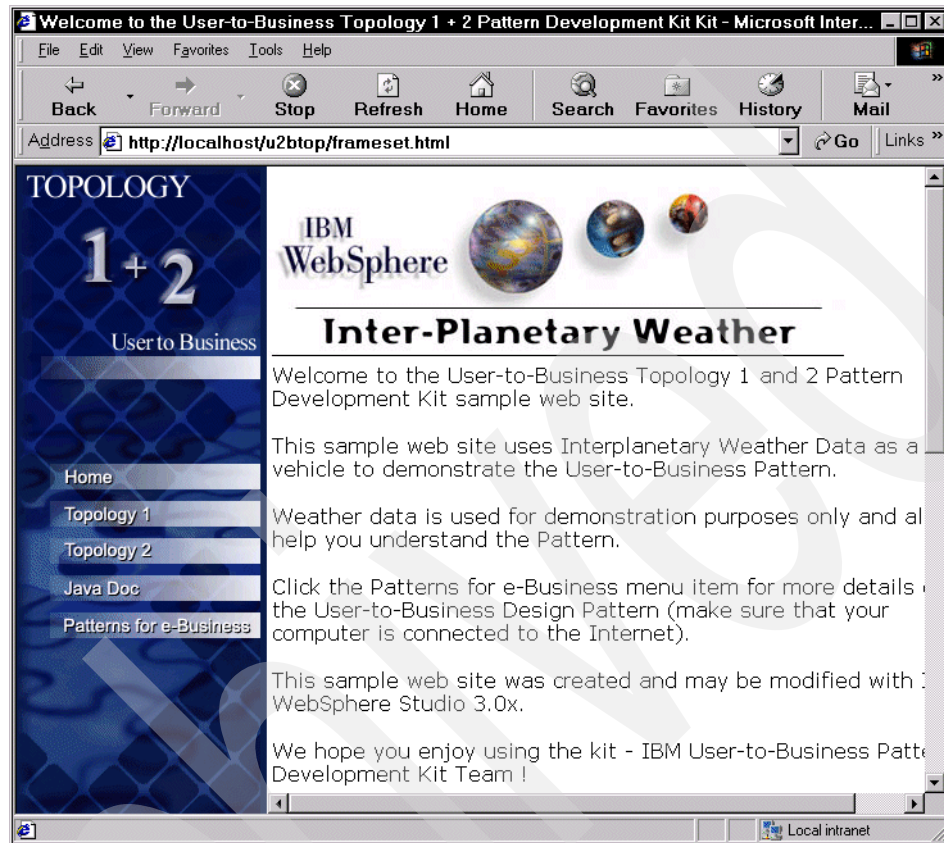 Welcome to the User-to-Business Topology 1 + 2 Pattern Development Kit Kit - Microsoft Inter...
File Edit View Favorites Tools Help
Back Forward Stop Refresh Home Search Favorites History Mail »
Address http://localhost/u2btop/frameset.html Go Links »
TOPOLOGY
1 + 2
User to Business
Home
Topology 1
Topology 2
Java Doc
Patterns for e-Business
IBM
WebSphere
Inter-Planetary Weather
Welcome to the User-to-Business Topology 1 and 2 Pattern
Development Kit sample web site.
This sample web site uses Interplanetary Weather Data as a
vehicle to demonstrate the User-to-Business Pattern.
Weather data is used for demonstration purposes only and al
help you understand the Pattern.
Click the Patterns for e-Business menu item for more details
the User-to-Business Design Pattern (make sure that your
computer is connected to the Internet).
This sample web site was created and may be modified with
WebSphere Studio 3.0x.
We hope you enjoy using the kit - IBM User-to-Business Patte
Development Kit Team !
Local intranet